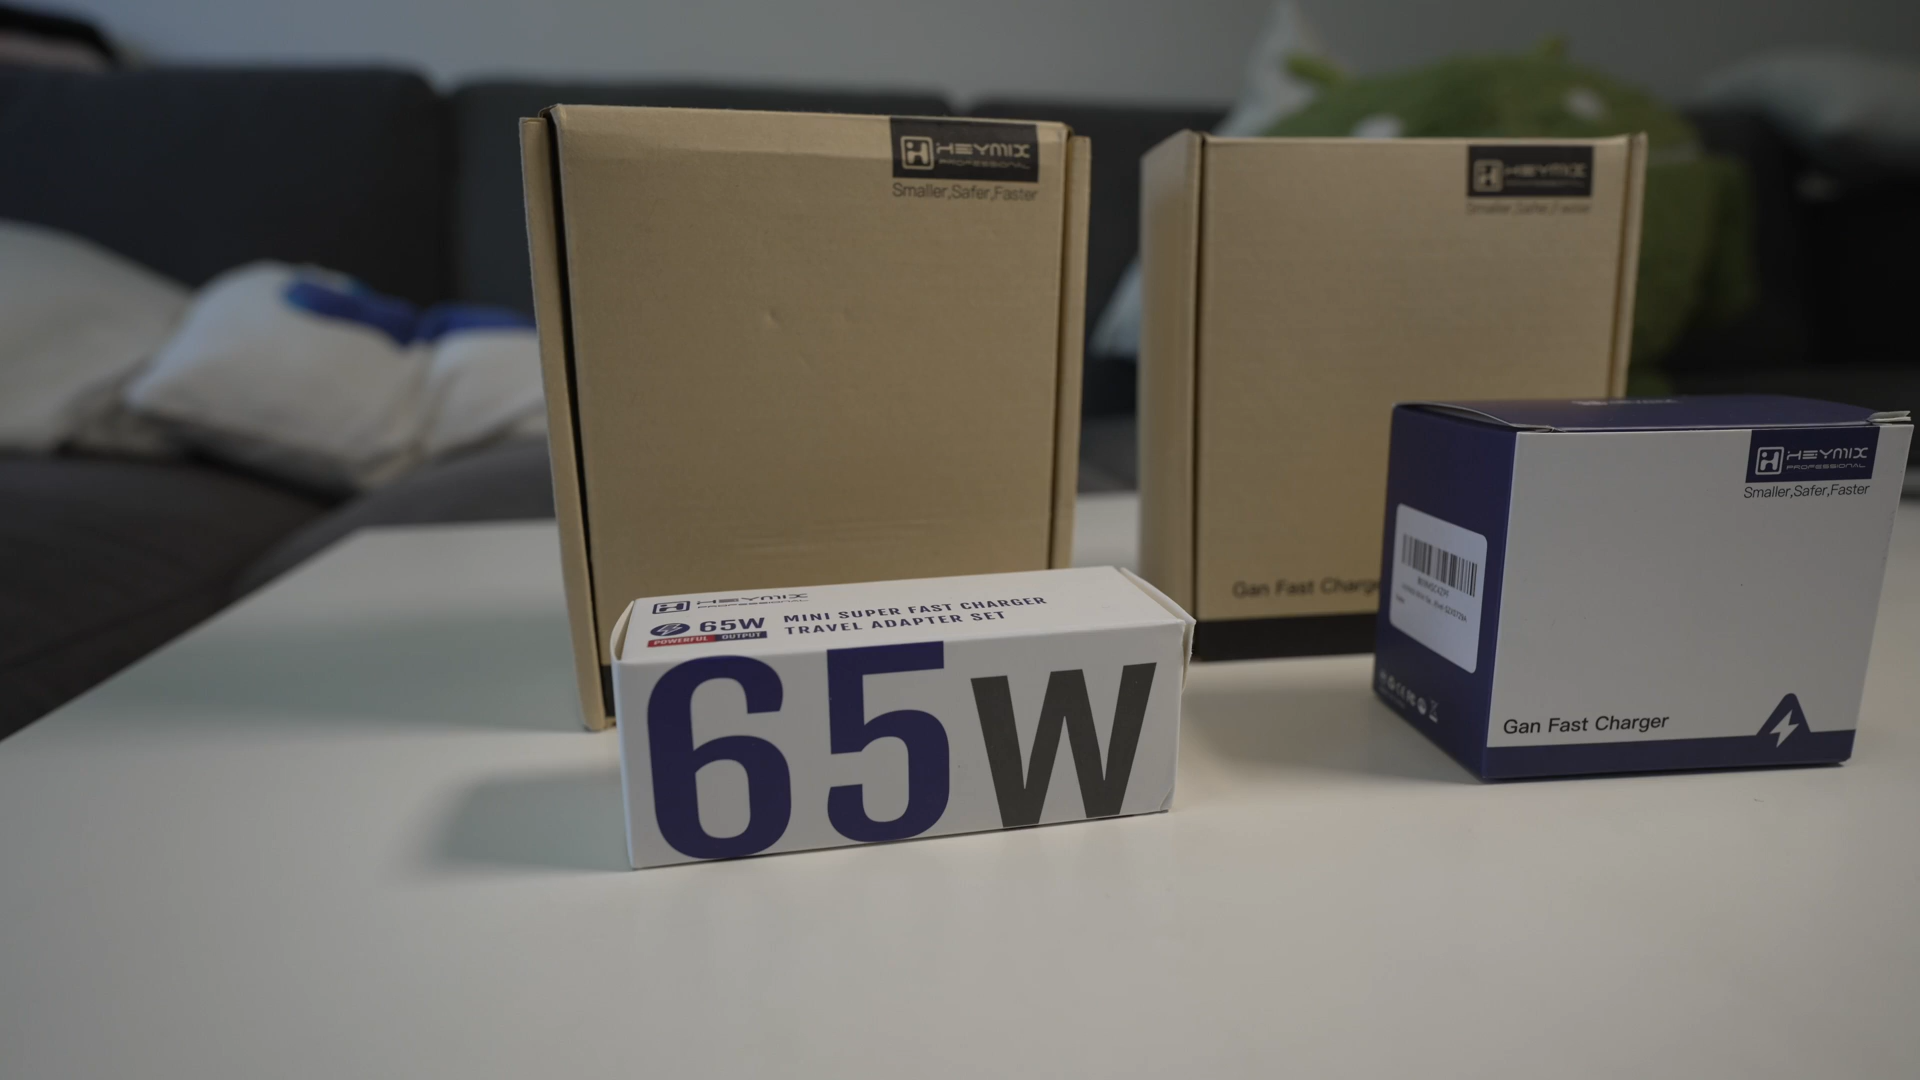 HEYMIX
PROFESSIONAL
Smaller,Safer,Faster
HEYMIX
Smaller,Safer,Faster
Gan Fast Charge
HEYMIX
PROFESSIONAL
65W
POWERFUL OUTPUT
MINI SUPER FAST CHARGER
TRAVEL ADAPTER SET
65W
HEYMIX
PROFESSIONAL
Smaller,Safer,Faster
Gan Fast Charger